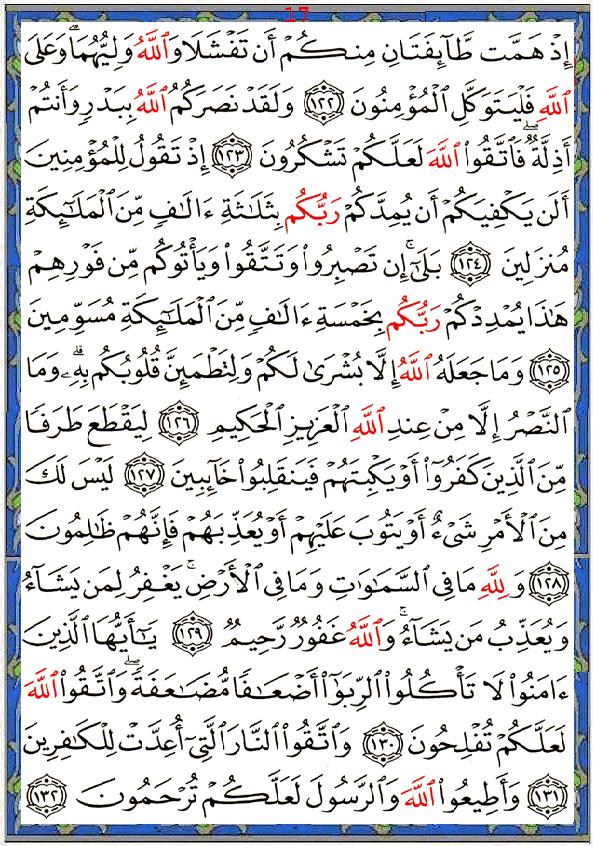 17
إِذْ هَمَّت طَّآئِفَتَانِ مِنكُمْ أَن تَفْشَلَا وَٱللَّهُ وَلِيُّهُمَا ۗ وَعَلَى
ٱللَّهِ فَلْيَتَوَكَّلِ ٱلْمُؤْمِنُونَ ﴿١٢٢﴾ وَلَقَدْ نَصَرَكُمُ ٱللَّهُ بِبَدْرٍ وَأَنتُمْ
أَذِلَّةٌ ۖ فَٱتَّقُوا۟ ٱللَّهَ لَعَلَّكُمْ تَشْكُرُونَ ﴿١٢٣﴾ إِذْ تَقُولُ لِلْمُؤْمِنِينَ
أَلَن يَكْفِيَكُمْ أَن يُمِدَّكُمْ رَبُّكُم بِثَلَـٰثَةِ ءَالَـٰفٍ مِّنَ ٱلْمَلَـٰٓئِكَةِ
مُنزَلِينَ ﴿١٢٤﴾ بَلَىٰٓ ۚ إِن تَصْبِرُوا۟ وَتَتَّقُوا۟ وَيَأْتُوكُم مِّن فَوْرِهِمْ
هَـٰذَا يُمْدِدْكُمْ رَبُّكُم بِخَمْسَةِ ءَالَـٰفٍ مِّنَ ٱلْمَلَـٰٓئِكَةِ مُسَوِّمِينَ
﴿١٢٥﴾ وَمَا جَعَلَهُ ٱللَّهُ إِلَّا بُشْرَىٰ لَكُمْ وَلِتَطْمَئِنَّ قُلُوبُكُم بِهِۦ ۗ وَمَا
ٱلنَّصْرُ إِلَّا مِنْ عِندِ ٱللَّهِ ٱلْعَزِيزِ ٱلْحَكِيمِ ﴿١٢٦﴾ لِيَقْطَعَ طَرَفًا
مِّنَ ٱلَّذِينَ كَفَرُوٓا۟ أَوْ يَكْبِتَهُمْ فَيَنقَلِبُوا۟ خَآئِبِينَ ﴿١٢٧﴾ لَيْسَ لَكَ
مِنَ ٱلْأَمْرِ شَىْءٌ أَوْ يَتُوبَ عَلَيْهِمْ أَوْ يُعَذِّبَهُمْ فَإِنَّهُمْ ظَـٰلِمُونَ
﴿١٢٨﴾ وَلِلَّهِ مَا فِى ٱلسَّمَـٰوَٰتِ وَمَا فِى ٱلْأَرْضِ ۚ يَغْفِرُ لِمَن يَشَآءُ
وَيُعَذِّبُ مَن يَشَآءُ ۚ وَٱللَّهُ غَفُورٌ رَّحِيمٌ ﴿١٢٩﴾ يَـٰٓأَيُّهَا ٱلَّذِينَ
ءَامَنُوا۟ لَا تَأْكُلُوا۟ ٱلرِّبَوٰٓا۟ أَضْعَـٰفًا مُّضَـٰعَفَةً ۖ وَٱتَّقُوا۟ ٱللَّهَ
لَعَلَّكُمْ تُفْلِحُونَ ﴿١٣٠﴾ وَٱتَّقُوا۟ ٱلنَّارَ ٱلَّتِىٓ أُعِدَّتْ لِلْكَـٰفِرِينَ
﴿١٣١﴾ وَأَطِيعُوا۟ ٱللَّهَ وَٱلرَّسُولَ لَعَلَّكُمْ تُرْحَمُونَ ﴿١٣٢﴾